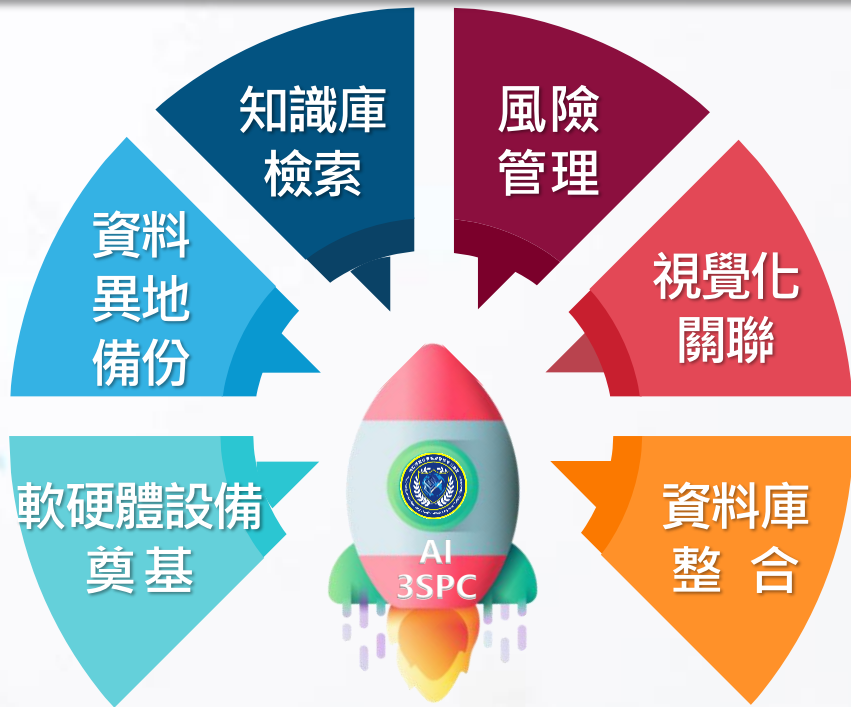 知識庫
檢索
風險
管理
資料
異地
備份
視覺化
關聯
軟硬體設備
奠基
資料庫
整 合
AI
3SPC